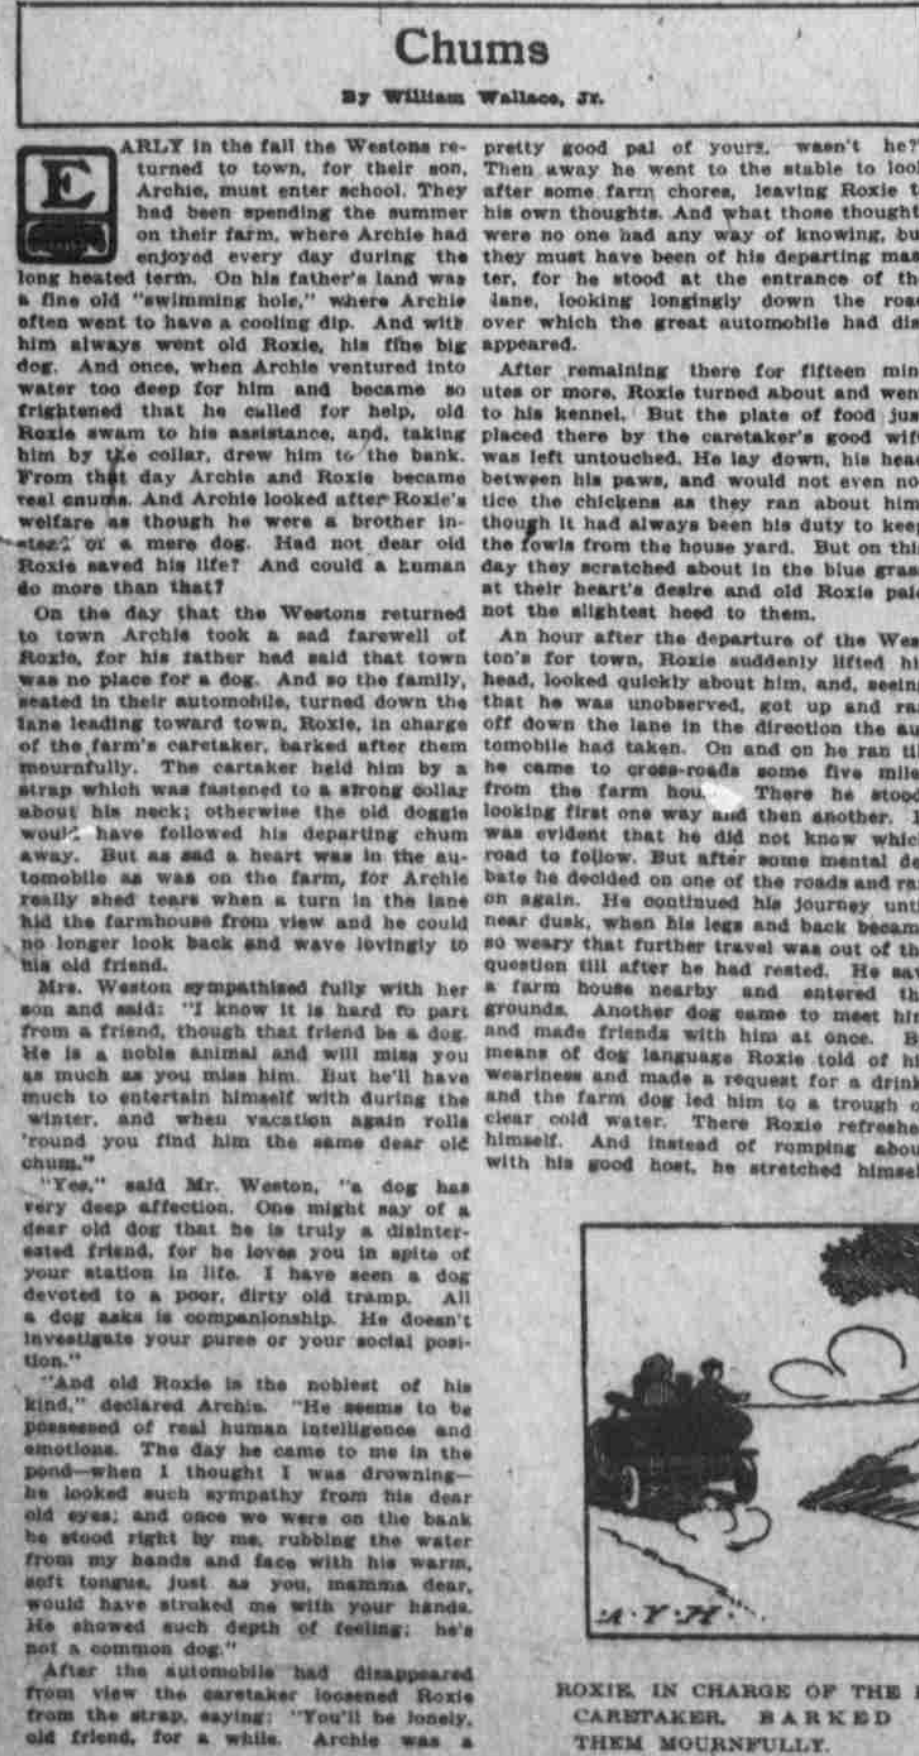 Chums
By William Wallace, Jr.
EARLY in the fall the Westons re-
turned to town, for their son,
Archie, must enter school. They
had been spending the summer
on their farm, where Archie had
enjoyed every day during the
long heated term. On his father's land was
a fine old "swimming hole," where Archie
often went to have a cooling dip. And with
him always went old Roxie, his fine big
dog. And once, when Archie ventured into
water too deep for him and became so
frightened that he called for help, old
Roxie swam to his assistance, and, taking
him by the collar, drew him to the bank.
From that day Archie and Roxie became
real chums. And Archie looked after Roxie's
welfare as though he were a brother in-
stead of a mere dog. Had not dear old
Roxie saved his life? And could a human
do more than that?
On the day that the Westons returned
to town Archie took a sad farewell of
Roxie, for his father had said that town
was no place for a dog. And so the family,
seated in their automobile, turned down the
lane leading toward town, Roxie, in charge
of the farm's caretaker, barked after them
mournfully. The cartaker held him by a
strap which was fastened to a strong collar
about his neck; otherwise the old doggie
would have followed his departing chum
away. But as sad a heart was in the au-
tomobile as was on the farm, for Archie
really shed tears when a turn in the lane
hid the farmhouse from view and he could
no longer look back and wave lovingly to
his old friend.
Mrs. Weston sympathised fully with her
son and said: "I know it is hard to part
from a friend, though that friend be a dog.
He is a noble animal and will miss you
as much as you miss him. But he'll have
much to entertain himself with during the
winter, and when vacation again rolls
'round you find him the same dear old
chum."
"Yes," said Mr. Weston, "a dog has
very deep affection. One might say of a
dear old dog that he is truly a disinter-
ested friend, for he loves you in spite of
your station in life. I have seen a dog
devoted to a poor, dirty old tramp. All
a dog asks is companionship. He doesn't
investigate your purse or your social posi-
tion."
"And old Roxie is the noblest of his
kind," declared Archie. "He seems to be
possessed of real human intelligence and
emotions. The day he came to me in the
pond—when I thought I was drowning—
he looked such sympathy from his dear
old eyes; and once we were on the bank
he stood right by me, rubbing the water
from my hands and face with his warm,
soft tongue, just as you, mamma dear,
would have stroked me with your hands.
He showed such depth of feeling; he's
not a common dog."
After the automobile had disappeared
from view the caretaker loosened Roxie
from the strap, saying: "You'll be lonely,
old friend, for a while. Archie was a
pretty good pal of yours, wasn't he?"
Then away he went to the stable to loo
after some farm chores, leaving Roxie t
his own thoughts. And what those thought
were no one had any way of knowing, bu
they must have been of his departing mas
ter, for he stood at the entrance of th
lane, looking longingly down the roa
over which the great automobile had dis
appeared.
After remaining there for fifteen min
utes or more, Roxie turned about and wen
to his kennel. But the plate of food jus
placed there by the caretaker's good wif
was left untouched. He lay down, his hea
between his paws, and would not even no
tice the chickens as they ran about him
though it had always been his duty to kee
the fowls from the house yard. But on thi
day they scratched about in the blue gras
at their heart's desire and old Roxie paid
not the slightest heed to them.
An hour after the departure of the Wes
ton's for town, Roxie suddenly lifted hi
head, looked quickly about him, and, seein
that he was unobserved, got up and ra
off down the lane in the direction the au
tomobile had taken. On and on he ran til
he came to cross-roads some five mile
from the farm hou There he stood
looking first one way and then another. I
was evident that he did not know whic
road to follow. But after some mental de
bate he decided on one of the roads and ra
on again. He continued his journey unti
near dusk, when his legs and back becam
so weary that further travel was out of th
question till after he had rested. He sa
a farm house nearby and entered th
grounds. Another dog came to meet him
and made friends with him at once. B
means of dog language Roxie told of hi
weariness and made a request for a drink
and the farm dog led him to a trough o
clear cold water. There Roxie refreshe
himself. And instead of romping abou
with his good host, he stretched himsel
A.Y.H.
ROXIE, IN CHARGE OF THE
CARETAKER, BARKED
THEM MOURNFULLY.